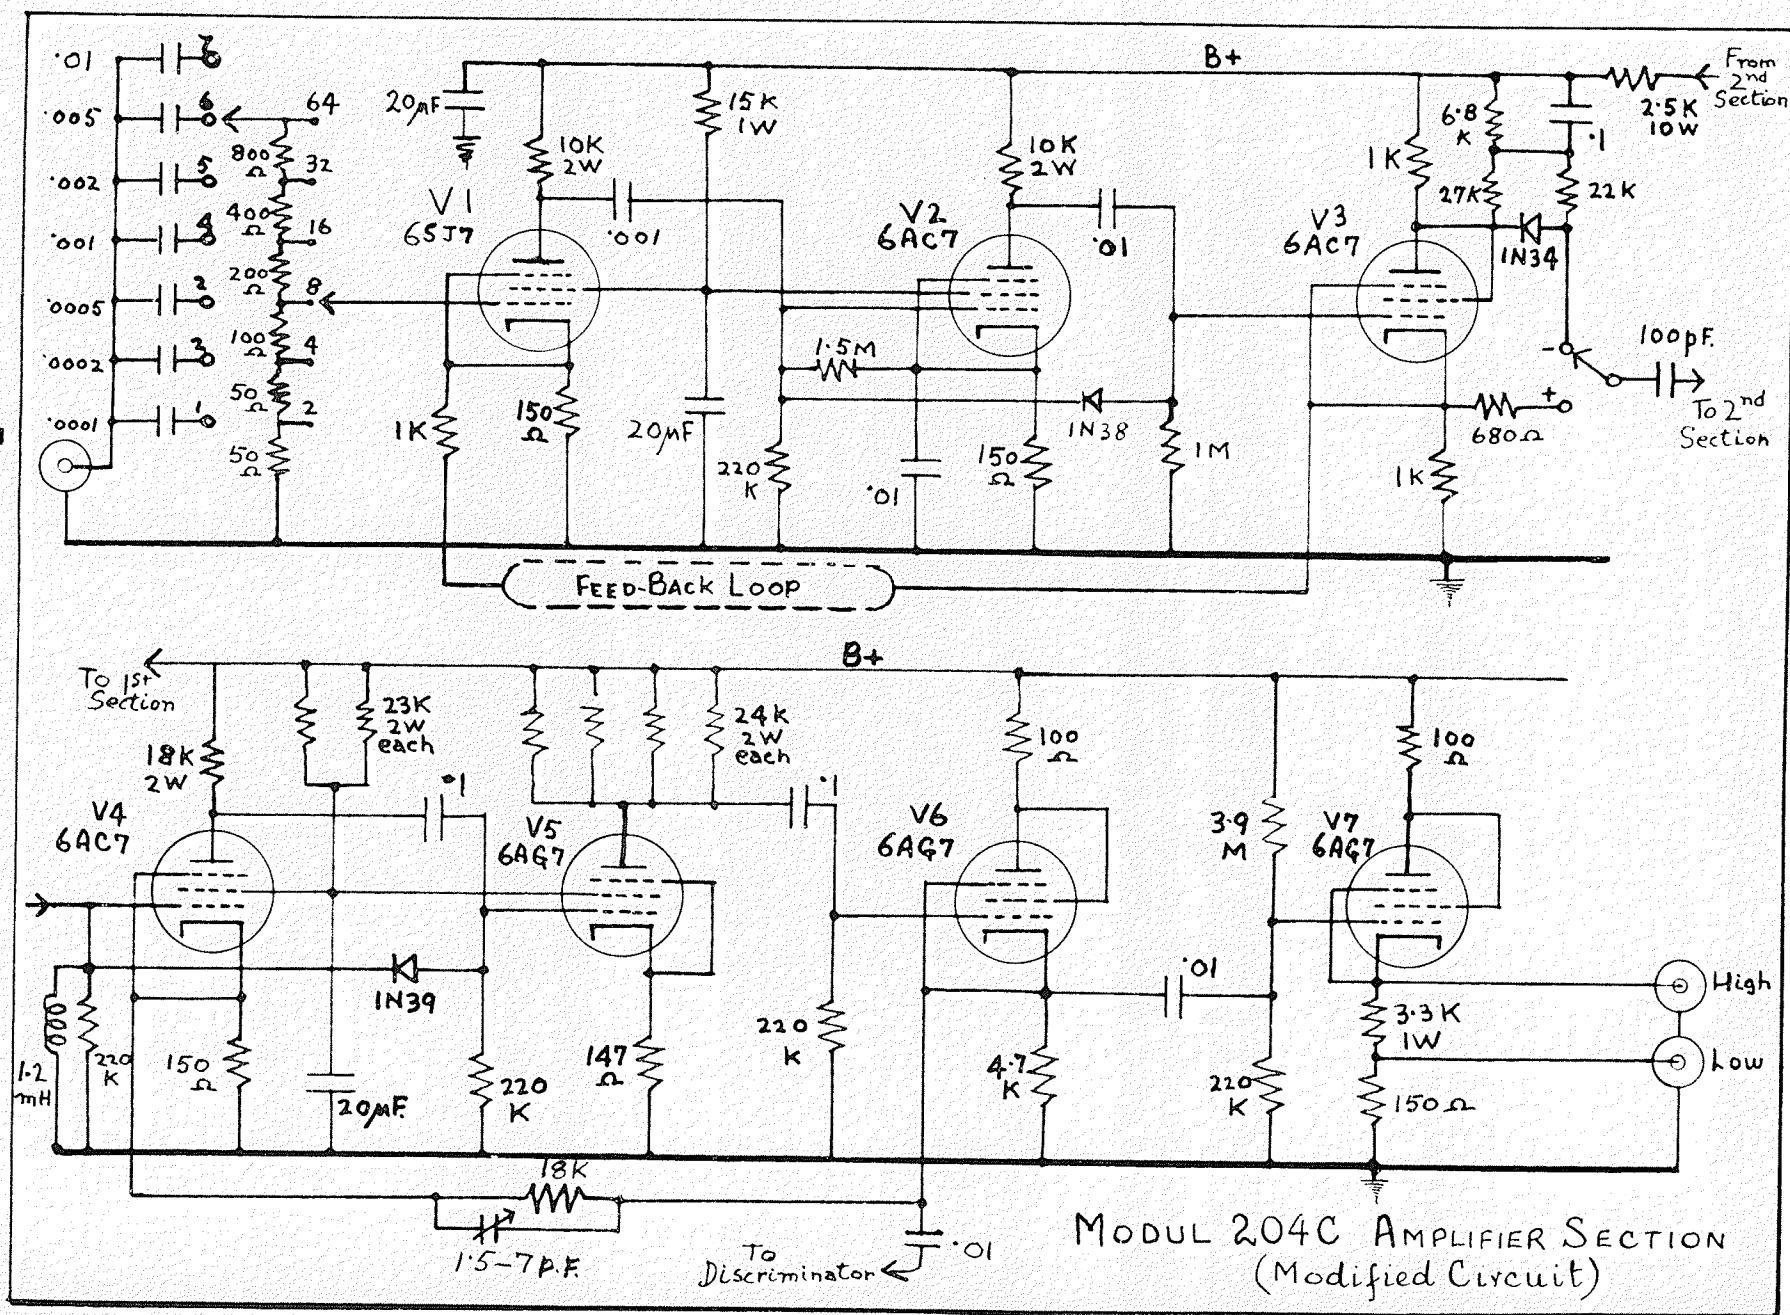 .01
7
.005
6
64
800
Ω
.002
5
32
400
Ω
.001
4
16
200
Ω
.0005
2
8
100
Ω
.0002
2
4
50
Ω
.0001
1
2
50
Ω
20µF
10K
2W
15K
1W
V1
6SJ7
.001
1K
150
Ω
20µF
B+
10K
2W
V2
6AC7
.01
1.5M
220
K
.01
150
Ω
1N38
1M
From
2nd
Section
2.5K
10W
6.8
K
.1
1K
27K
22K
V3
6AC7
1N34
-
+
100pF.
To 2nd
Section
680Ω
1K
FEED-BACK LOOP
To 1st
Section
B+
18K
2W
23K
2W
each
24K
2W
each
100
Ω
100
Ω
V4
6AC7
.1
V5
6AG7
.1
V6
6AG7
3.9
M
V7
6AG7
1N39
.01
High
3.3K
1W
Low
1.2
mH
220
K
150
Ω
20µF.
220
K
147
Ω
220
K
4.7
K
220
K
150Ω
18K
1.5-7p.F.
To
Discriminator
.01
MODUL 204C AMPLIFIER SECTION
(Modified Circuit)